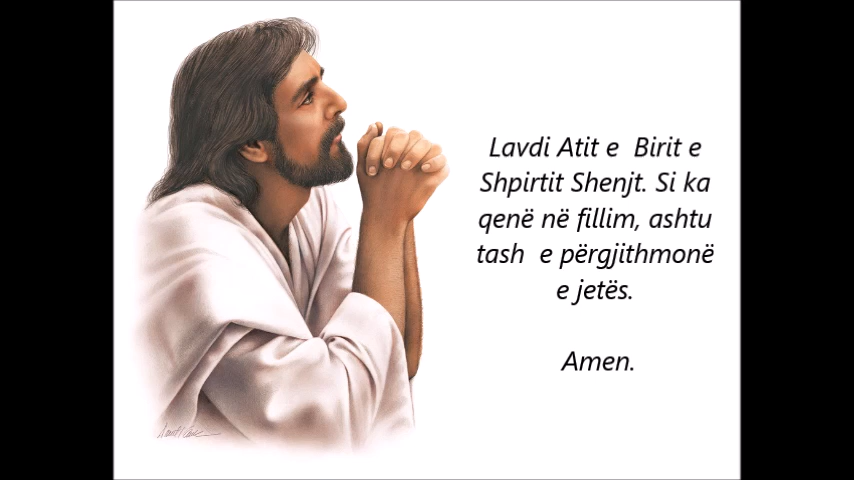 Lavdi Atit e  Birit e
Shpirtit Shenjt. Si ka
qenë në fillim, ashtu
tash  e përgjithmonë
e jetës.
Amen.